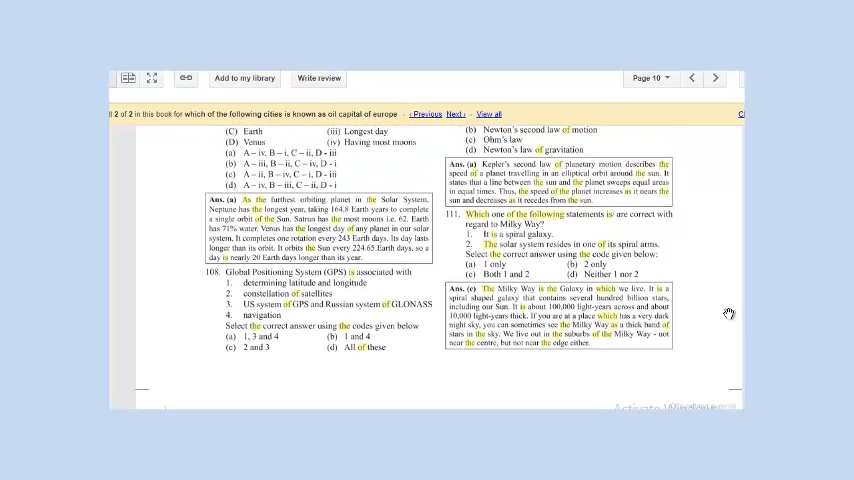 Add to my library
Write review
Page 10
2 of 2 in this book for which of the following cities is known as oil capital of europe - ‹ Previous Next › - View all
(C) Earth (iii) Longest day
(D) Venus (iv) Having most moons
(a) A – iv, B – i, C – ii, D - iii
(b) A – iii, B – ii, C – iv, D - i
(c) A – ii, B – i, C – iii, D - iv
(d) A – iv, B – iii, C – ii, D - i
Ans. (a) As the furthest orbiting planet in the Solar System,
Neptune has the longest year, taking 164.8 Earth years to complete
a single orbit of the Sun. Satrun has the most moons i.e. 62. Earth
has 71% water. Venus has the longest day of any planet in our solar
system. It completes one rotation every 243 Earth days. Its day lasts
longer than its orbit. It orbits the Sun every 224.65 Earth days, so a
day is nearly 20 Earth days longer than its year.
108. Global Positioning System (GPS) is associated with
1. determining latitude and longitude
2. constellation of satellites
3. US system of GPS and Russian system of GLONASS
4. navigation
Select the correct answer using the codes given below
(a) 1, 3 and 4 (b) 1 and 4
(c) 2 and 3 (d) All of these
(b) Newton's second law of motion
(c) Ohm's law
(d) Newton's law of gravitation
Ans. (a) Kepler's second law of planetary motion describes the
speed of a planet travelling in an elliptical orbit around the sun. It
states that a line between the sun and the planet sweeps equal areas
in equal times. Thus, the speed of the planet increases as it nears the
sun and decreases as it recedes from the sun.
111. Which one of the following statements is/ are correct with
regard to Milky Way?
1. It is a spiral galaxy.
2. The solar system resides in one of its spiral arms.
Select the correct answer using the code given below:
(a) 1 only (b) 2 only
(c) Both 1 and 2 (d) Neither 1 nor 2
Ans. (c) The Milky Way is the Galaxy in which we live. It is a
spiral shaped galaxy that contains several hundred billion stars,
including our Sun. It is about 100,000 light-years across and about
10,000 light-years thick. If you are at a place which has a very dark
night sky, you can sometimes see the Milky Way as a thick band of
stars in the sky. We live out in the suburbs of the Milky Way - not
near the centre, but not near the edge either.
Activate